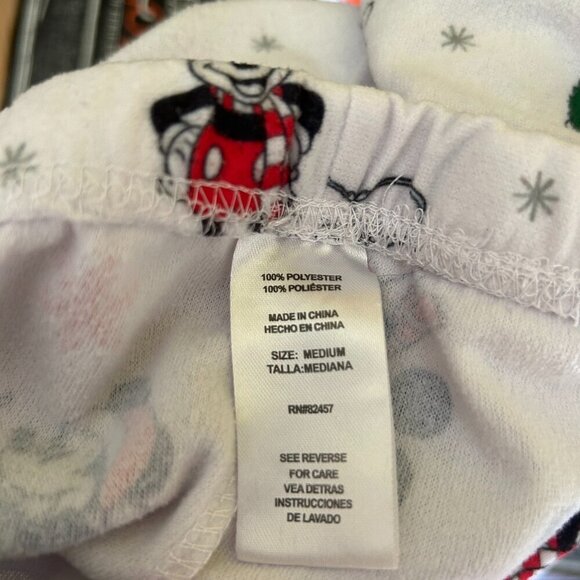 100% POLYESTER
100% POLIÉSTER
MADE IN CHINA
HECHO EN CHINA
SIZE: MEDIUM
TALLA:MEDIANA
RN#82457
SEE REVERSE
FOR CARE
VEA DETRAS
INSTRUCCIONES
DE LAVADO